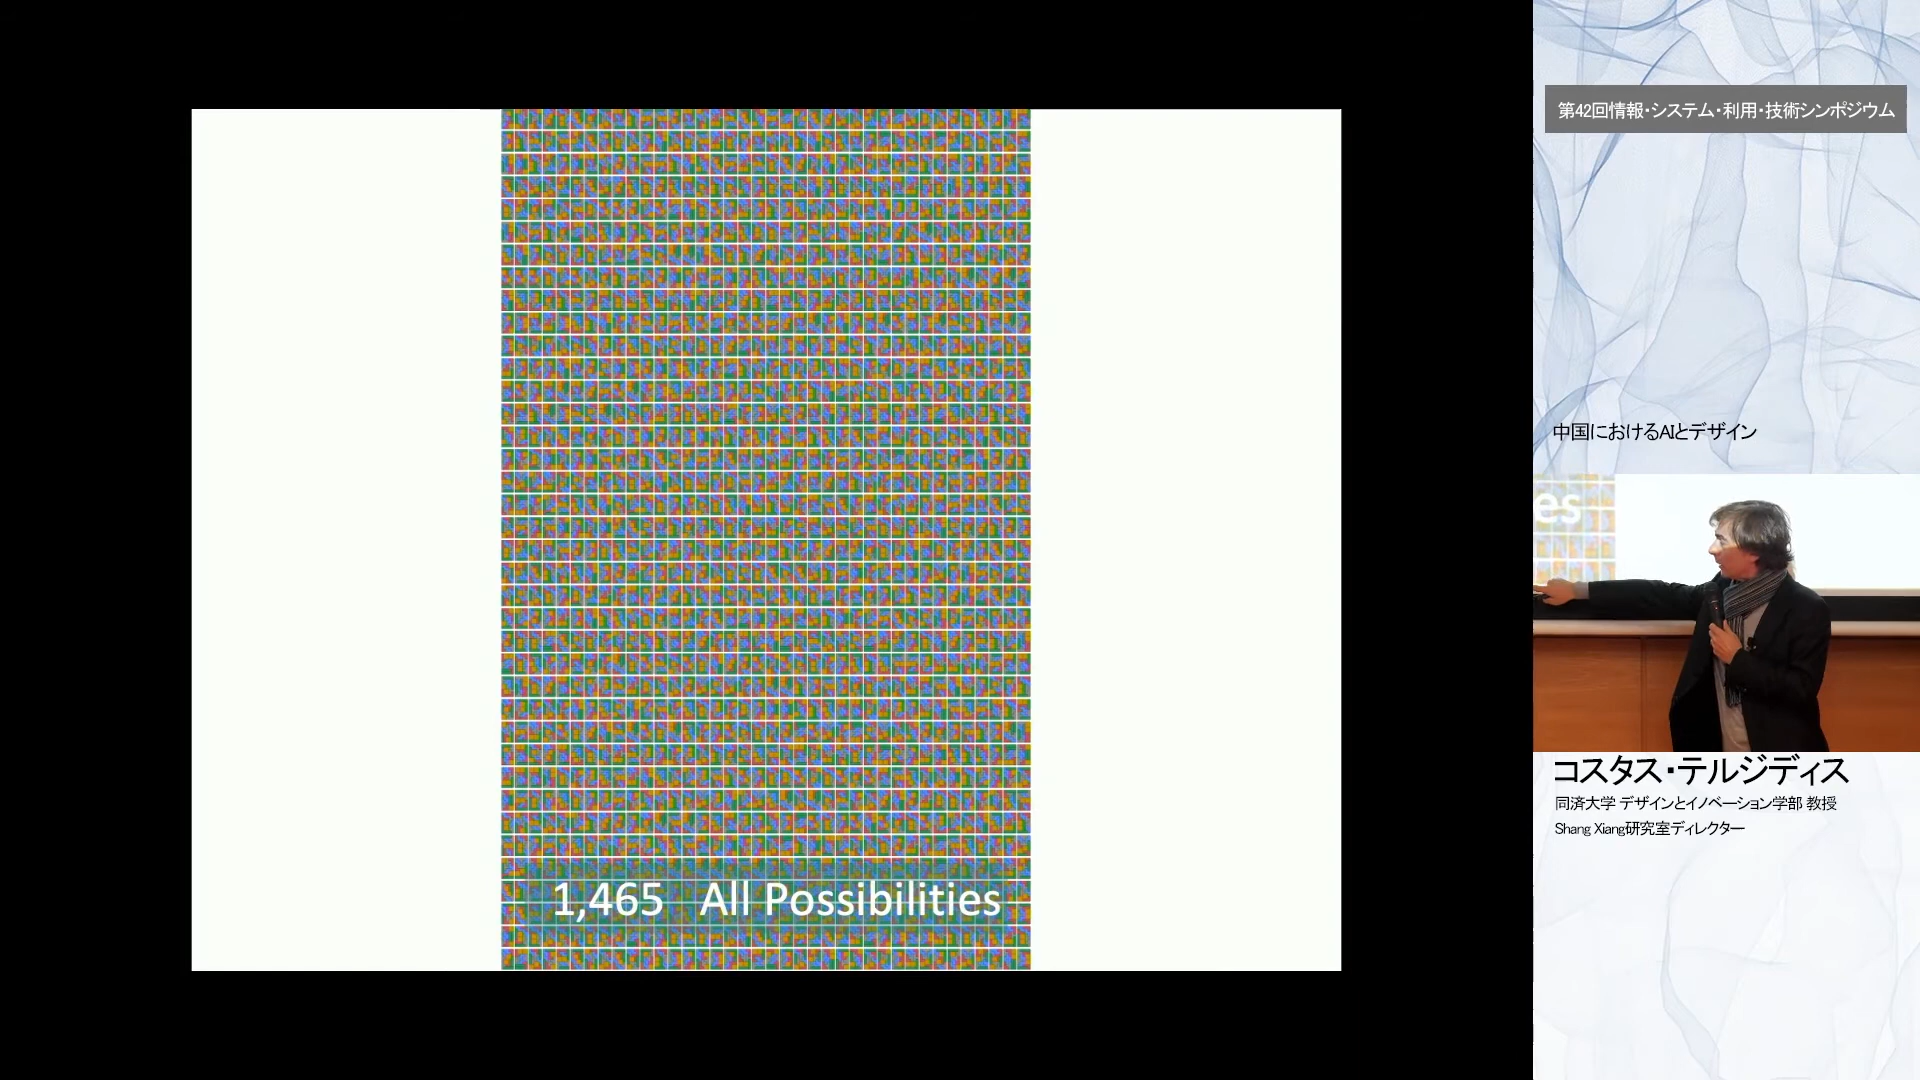 1,465 All Possibilities
第42回情報・システム・利用・技術シンポジウム
中国におけるAIとデザイン
es
コスタス・テルジディス
同済大学 デザインとイノベーション学部 教授
Shang Xiang研究室ディレクター